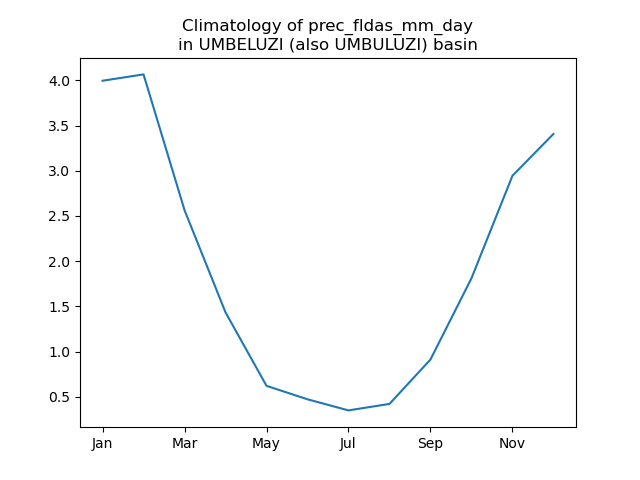 Climatology of prec_fldas_mm_day
in UMBELUZI (also UMBULUZI) basin
4.0
3.5
3.0
2.5
2.0
1.5
1.0
0.5
Jan Mar May Jul Sep Nov